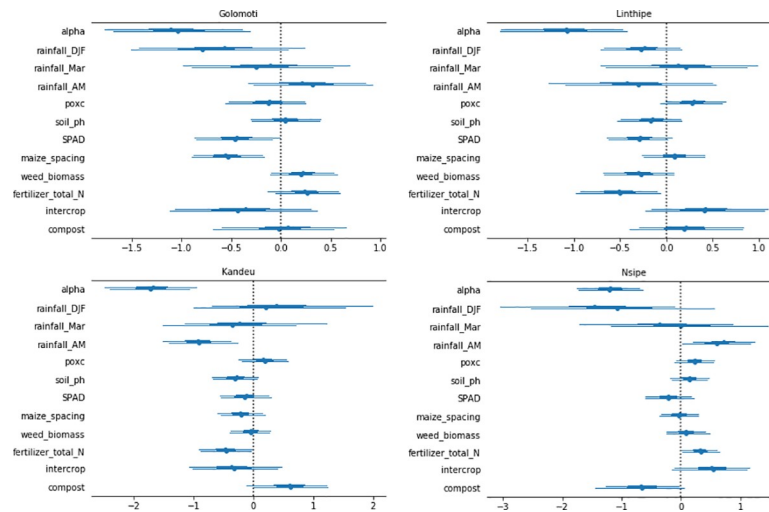 Golomoti
alpha
rainfall_DJF
rainfall_Mar
rainfall_AM
poxc
soil_ph
SPAD
maize_spacing
weed_biomass
fertilizer_total_N
intercrop
compost
−1.5 −1.0 −0.5 0.0 0.5 1.0
Linthipe
alpha
rainfall_DJF
rainfall_Mar
rainfall_AM
poxc
soil_ph
SPAD
maize_spacing
weed_biomass
fertilizer_total_N
intercrop
compost
−1.5 −1.0 −0.5 0.0 0.5 1.0
Kandeu
alpha
rainfall_DJF
rainfall_Mar
rainfall_AM
poxc
soil_ph
SPAD
maize_spacing
weed_biomass
fertilizer_total_N
intercrop
compost
−2 −1 0 1 2
Nsipe
alpha
rainfall_DJF
rainfall_Mar
rainfall_AM
poxc
soil_ph
SPAD
maize_spacing
weed_biomass
fertilizer_total_N
intercrop
compost
−3 −2 −1 0 1